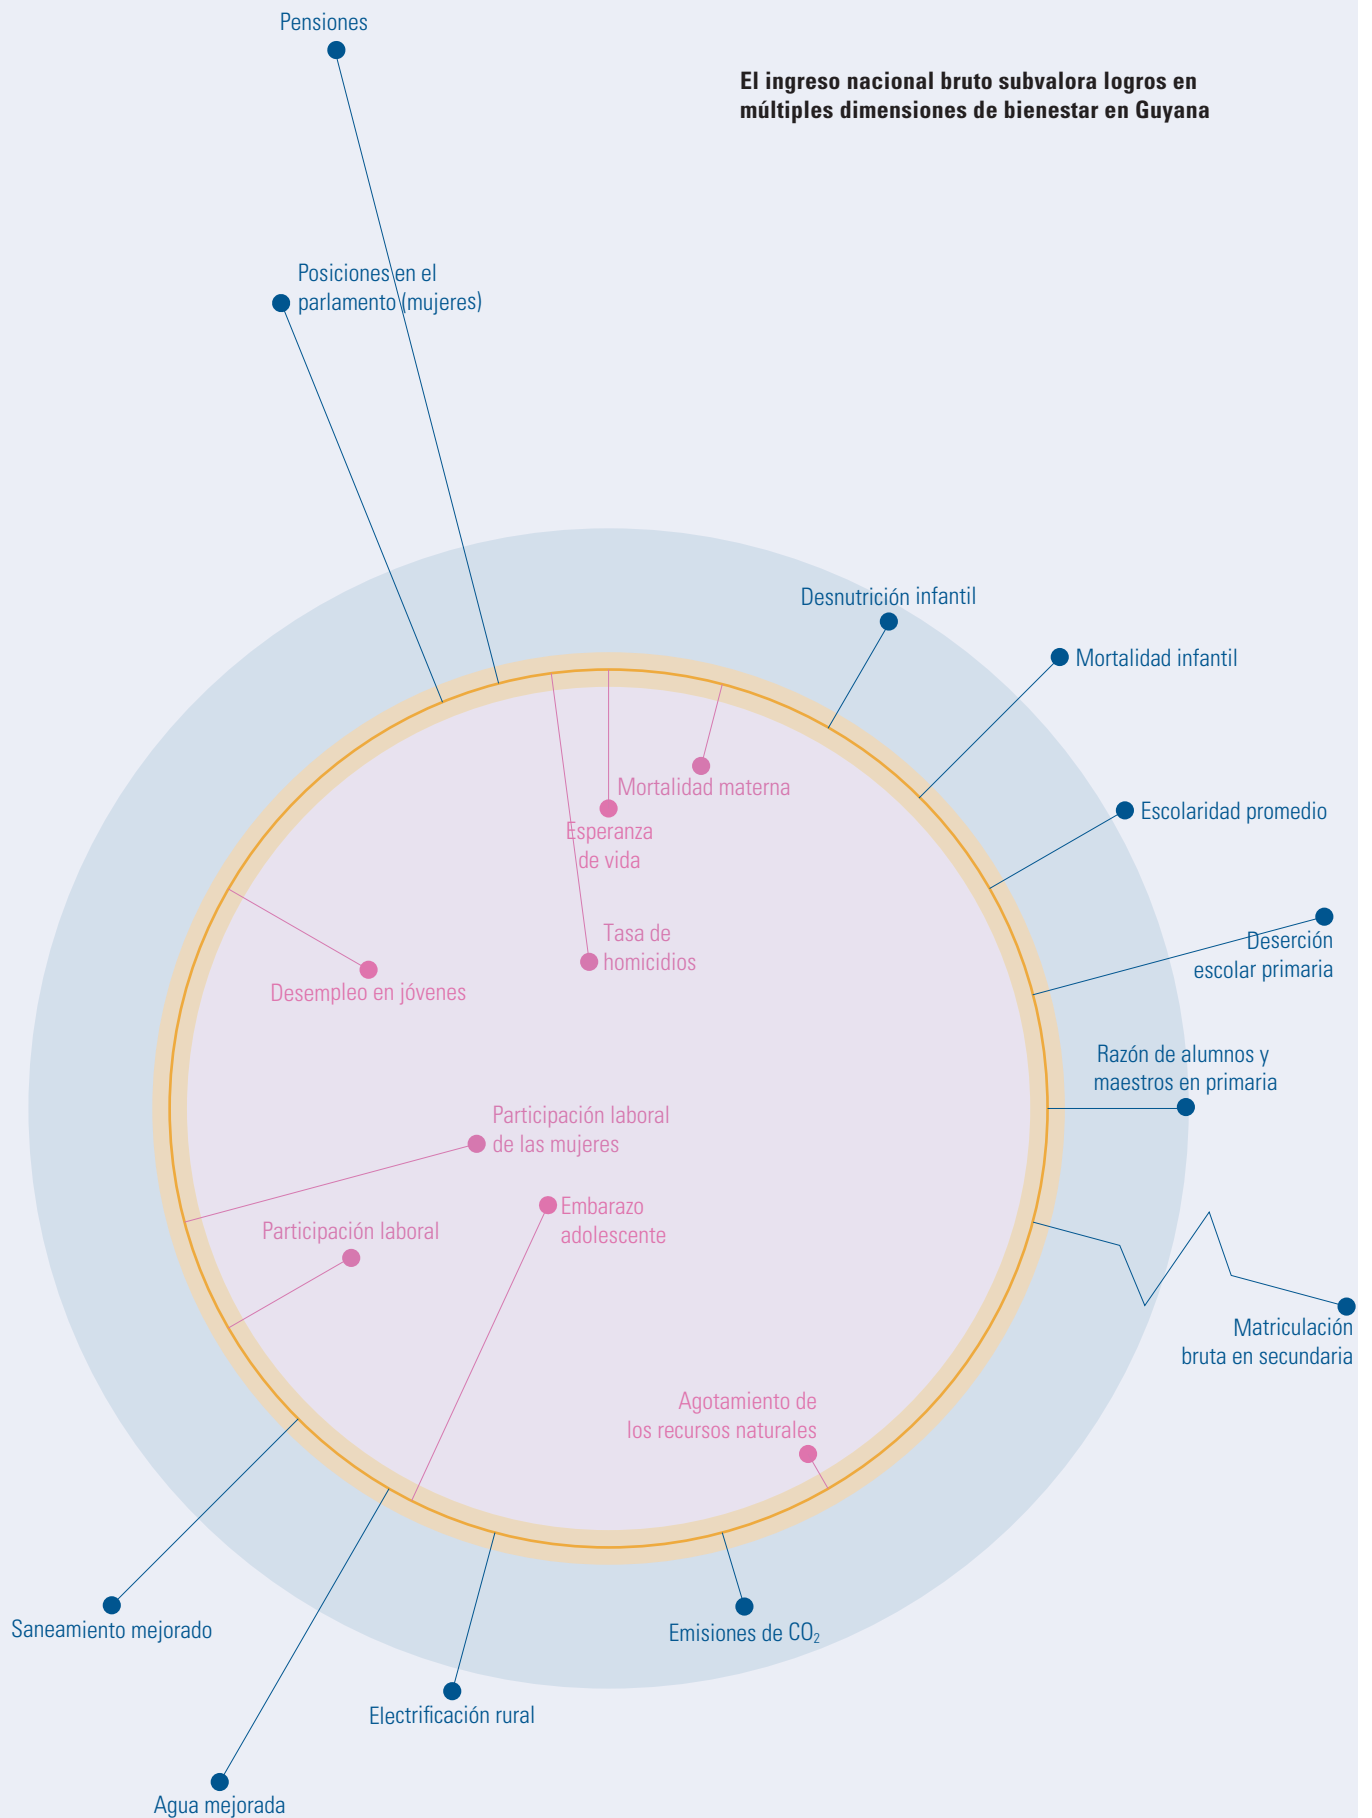 Pensiones
El ingreso nacional bruto subvalora logros en
múltiples dimensiones de bienestar en Guyana
Posiciones en el
parlamento (mujeres)
Desnutrición infantil
Mortalidad infantil
Mortalidad materna
Escolaridad promedio
Esperanza
de vida
Tasa de
homicidios
Deserción
escolar primaria
Desempleo en jóvenes
Razón de alumnos y
maestros en primaria
Participación laboral
de las mujeres
Embarazo
adolescente
Participación laboral
Matriculación
bruta en secundaria
Agotamiento de
los recursos naturales
Saneamiento mejorado
Emisiones de CO₂
Electrificación rural
Agua mejorada